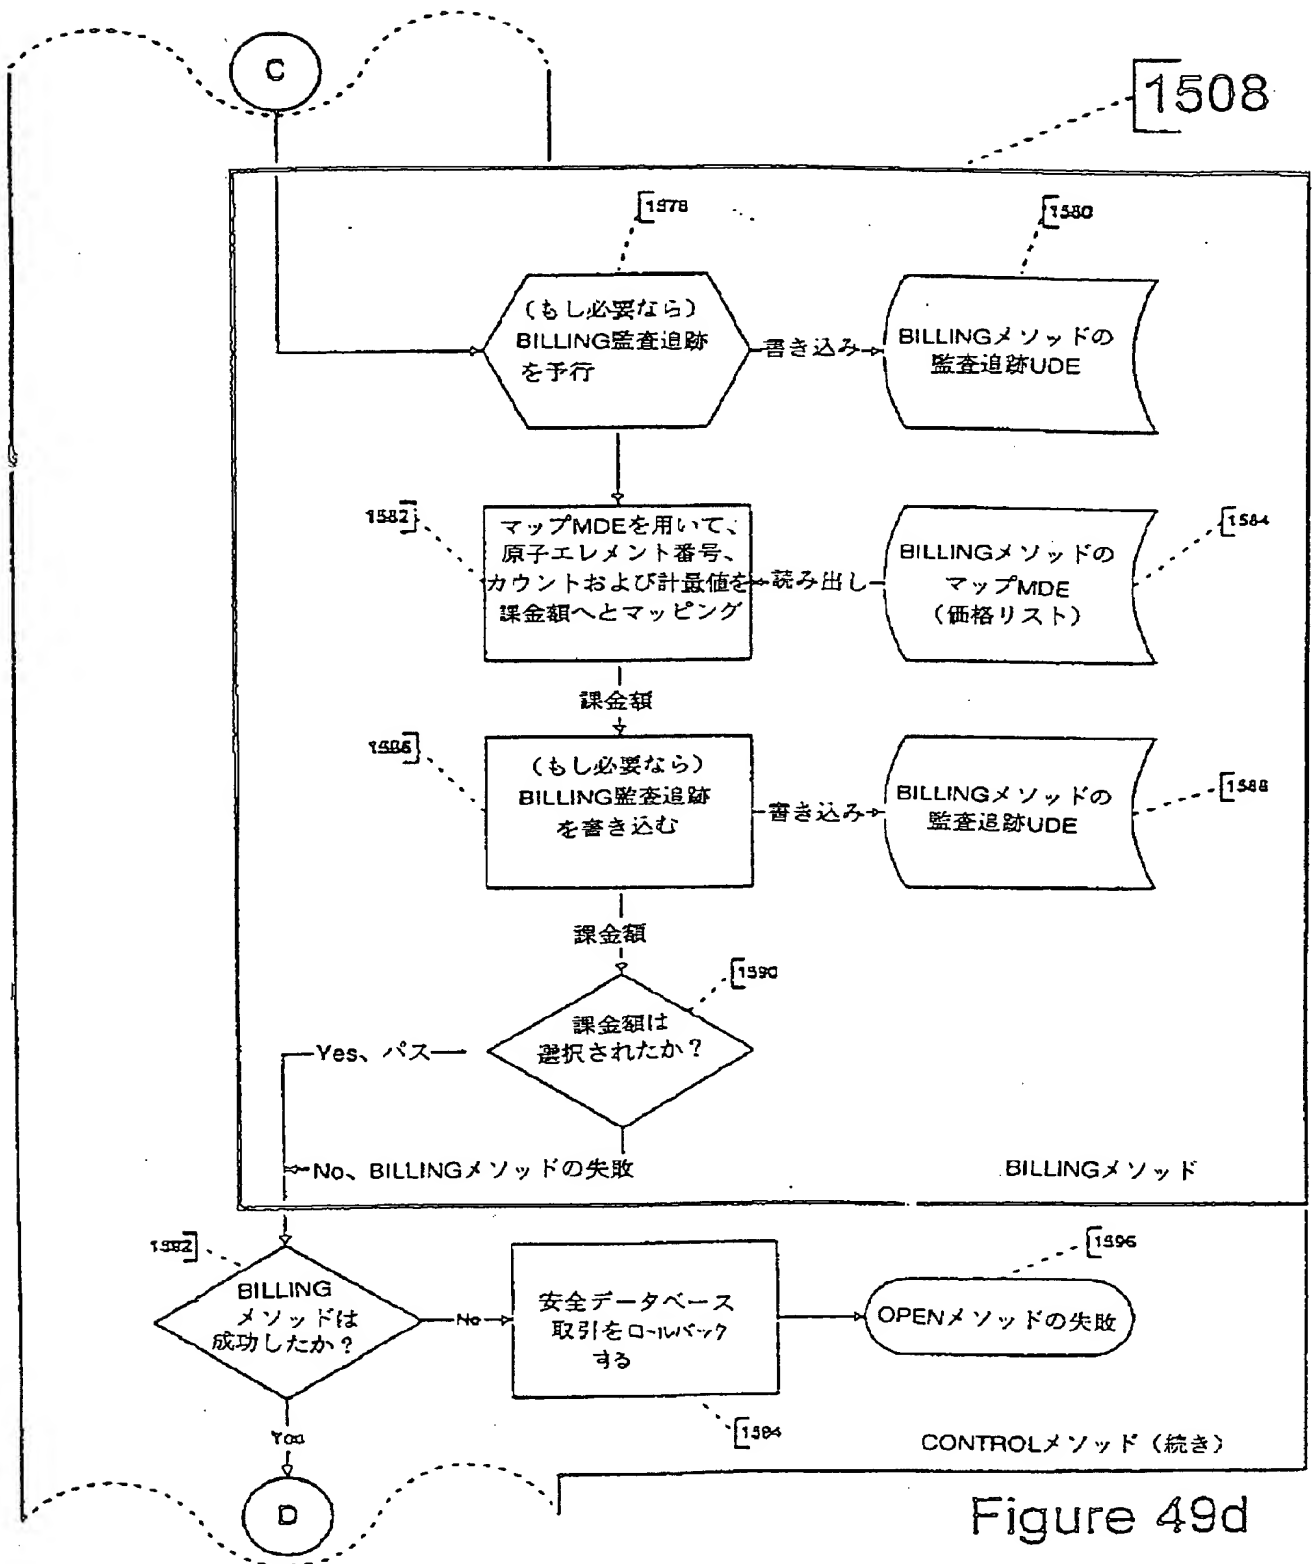 C
1508
1578
1580
(もし必要なら)
BILLING監査追跡
を予行
書き込み
BILLINGメソッドの
監査追跡UDE
1582
マップMDEを用いて、
原子エレメント番号、
カウントおよび計量値を
課金額へとマッピング
読み出し
BILLINGメソッドの
マップMDE
(価格リスト)
1584
課金額
1586
(もし必要なら)
BILLING監査追跡
を書き込む
書き込み
BILLINGメソッドの
監査追跡UDE
1588
課金額
1590
課金額は
選択されたか?
Yes、パス
No、BILLINGメソッドの失敗
BILLINGメソッド
1592
BILLING
メソッドは
成功したか?
No
安全データベース
取引をロールバック
する
1594
OPENメソッドの失敗
1596
Yes
CONTROLメソッド(続き)
D
Figure 49d